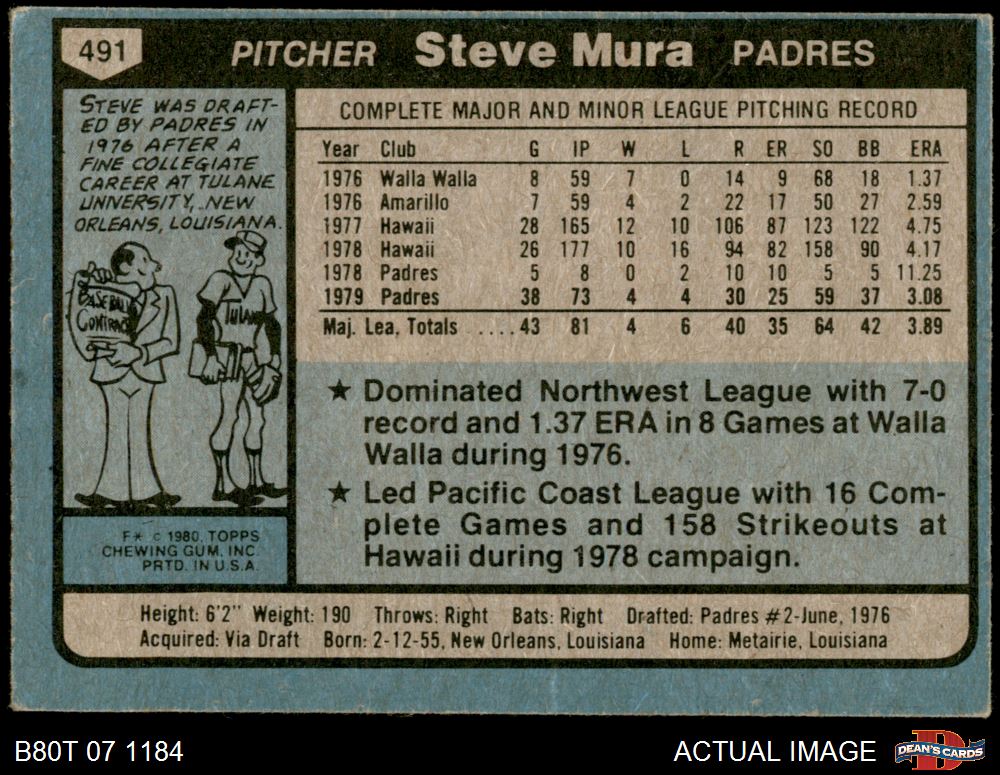 491 PITCHER Steve Mura PADRES
STEVE WAS DRAFT-
ED BY PADRES IN
1976 AFTER A
FINE COLLEGIATE
CAREER AT TULANE
UNIVERSITY, NEW
ORLEANS, LOUISIANA.
BASEBALL
CONTRACT
TULANE
F* © 1980. TOPPS
CHEWING GUM, INC.
PRTD. IN U.S.A.
COMPLETE MAJOR AND MINOR LEAGUE PITCHING RECORD
Year Club G IP W L R ER SO BB ERA
1976 Walla Walla 8 59 7 0 14 9 68 18 1.37
1976 Amarillo 7 59 4 2 22 17 50 27 2.59
1977 Hawaii 28 165 12 10 106 87 123 122 4.75
1978 Hawaii 26 177 10 16 94 82 158 90 4.17
1978 Padres 5 8 0 2 10 10 5 5 11.25
1979 Padres 38 73 4 4 30 25 59 37 3.08
Maj. Lea. Totals .....43 81 4 6 40 35 64 42 3.89
★ Dominated Northwest League with 7-0
record and 1.37 ERA in 8 Games at Walla
Walla during 1976.
★ Led Pacific Coast League with 16 Com-
plete Games and 158 Strikeouts at
Hawaii during 1978 campaign.
Height: 6'2" Weight: 190 Throws: Right Bats: Right Drafted: Padres #2-June, 1976
Acquired: Via Draft Born: 2-12-55, New Orleans, Louisiana Home: Metairie, Louisiana
B80T 07 1184 ACTUAL IMAGE DEAN'S CARDS